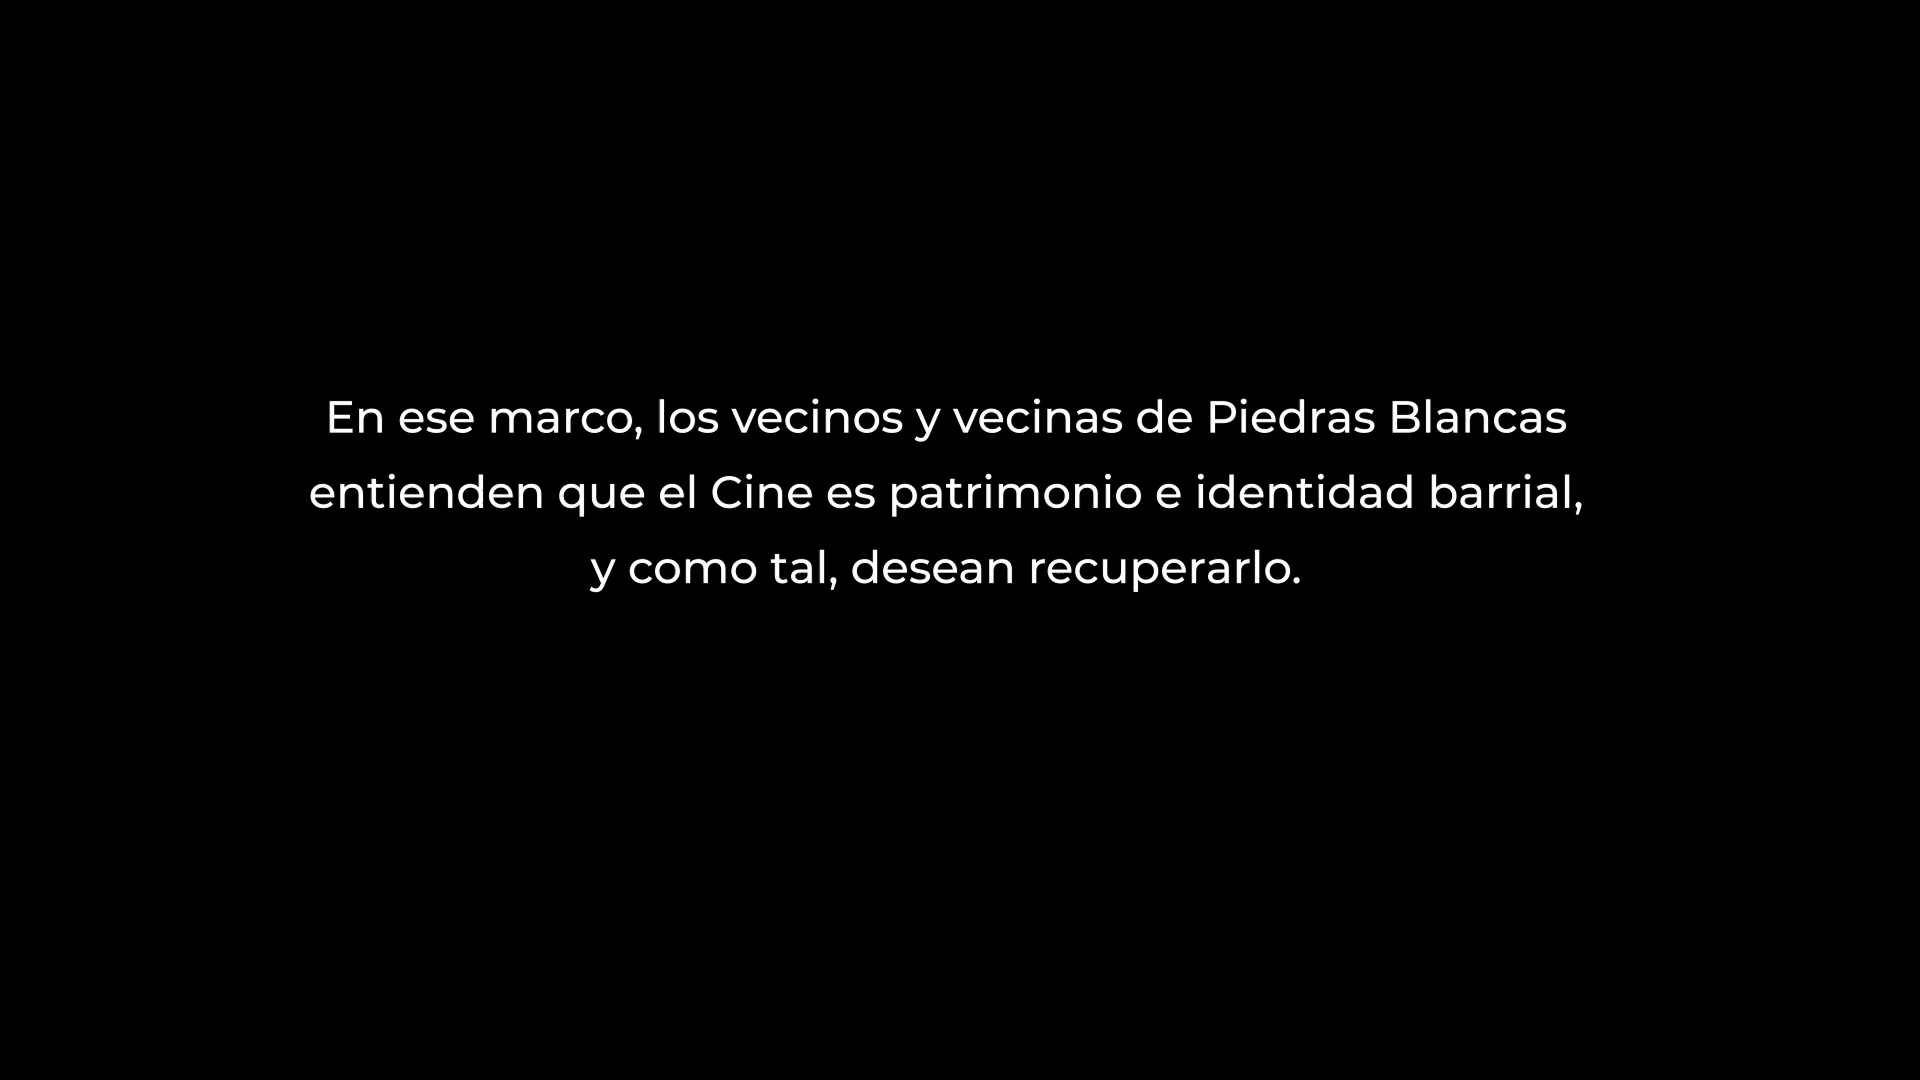 En ese marco, los vecinos y vecinas de Piedras Blancas
entienden que el Cine es patrimonio e identidad barrial,
y como tal, desean recuperarlo.